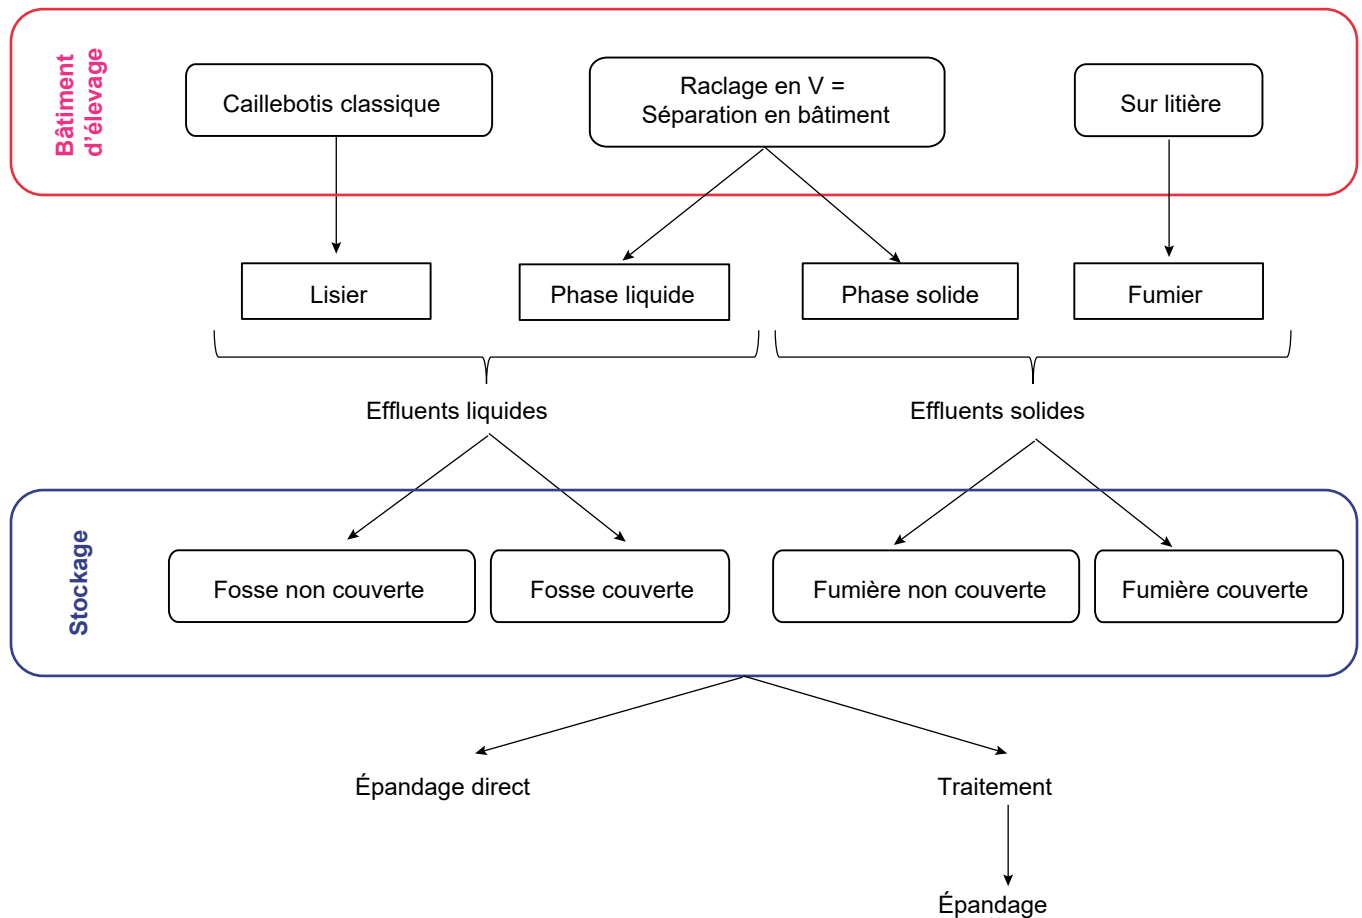 Bâtiment
d'élevage
Caillebotis classique
Raclage en V =
Séparation en bâtiment
Sur litière
Lisier
Phase liquide
Phase solide
Fumier
Effluents liquides
Effluents solides
Stockage
Fosse non couverte
Fosse couverte
Fumière non couverte
Fumière couverte
Épandage direct
Traitement
Épandage